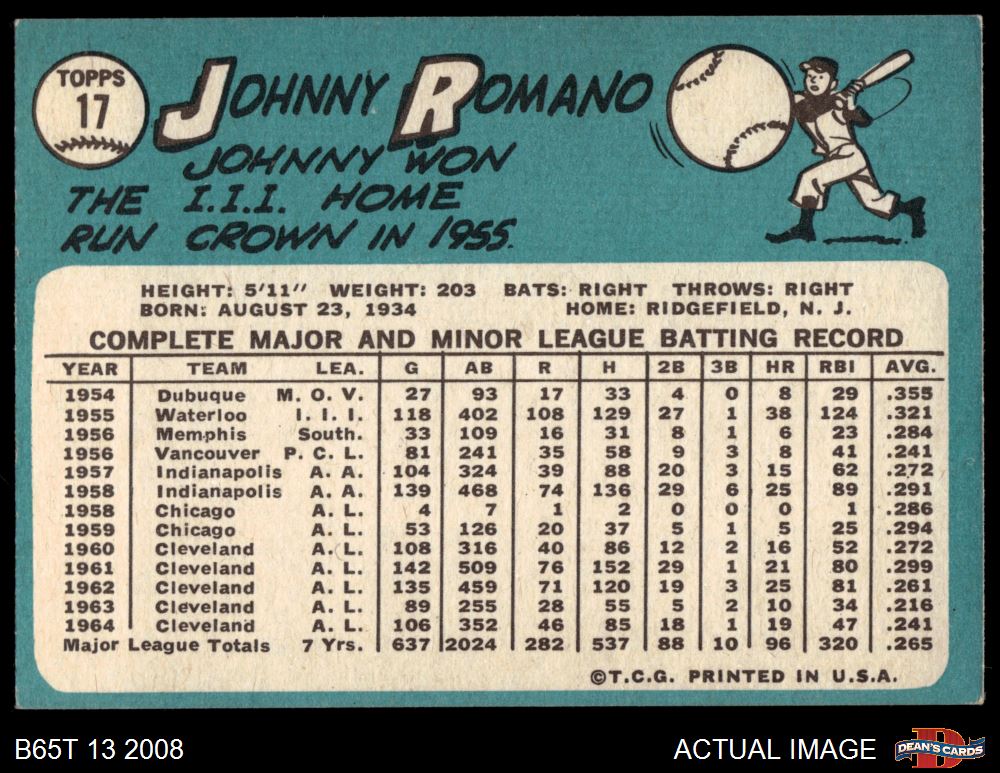 TOPPS
17
JOHNNY ROMANO
JOHNNY WON
THE I.I.I. HOME
RUN CROWN IN 1955.
HEIGHT: 5'11" WEIGHT: 203 BATS: RIGHT THROWS: RIGHT
BORN: AUGUST 23, 1934 HOME: RIDGEFIELD, N. J.
COMPLETE MAJOR AND MINOR LEAGUE BATTING RECORD
YEAR TEAM LEA. G AB R H 2B 3B HR RBI AVG.
1954 Dubuque M. O. V. 27 93 17 33 4 0 8 29 .355
1955 Waterloo I. I. I. 118 402 108 129 27 1 38 124 .321
1956 Memphis South. 33 109 16 31 8 1 6 23 .284
1956 Vancouver P. C. L. 81 241 35 58 9 3 8 41 .241
1957 Indianapolis A. A. 104 324 39 88 20 3 15 62 .272
1958 Indianapolis A. A. 139 468 74 136 29 6 25 89 .291
1958 Chicago A. L. 4 7 1 2 0 0 0 1 .286
1959 Chicago A. L. 53 126 20 37 5 1 5 25 .294
1960 Cleveland A. L. 108 316 40 86 12 2 16 52 .272
1961 Cleveland A. L. 142 509 76 152 29 1 21 80 .299
1962 Cleveland A. L. 135 459 71 120 19 3 25 81 .261
1963 Cleveland A. L. 89 255 28 55 5 2 10 34 .216
1964 Cleveland A. L. 106 352 46 85 18 1 19 47 .241
Major League Totals 7 Yrs. 637 2024 282 537 88 10 96 320 .265
©T.C.G. PRINTED IN U.S.A.
B65T 13 2008 ACTUAL IMAGE
D
DEAN'S CARDS